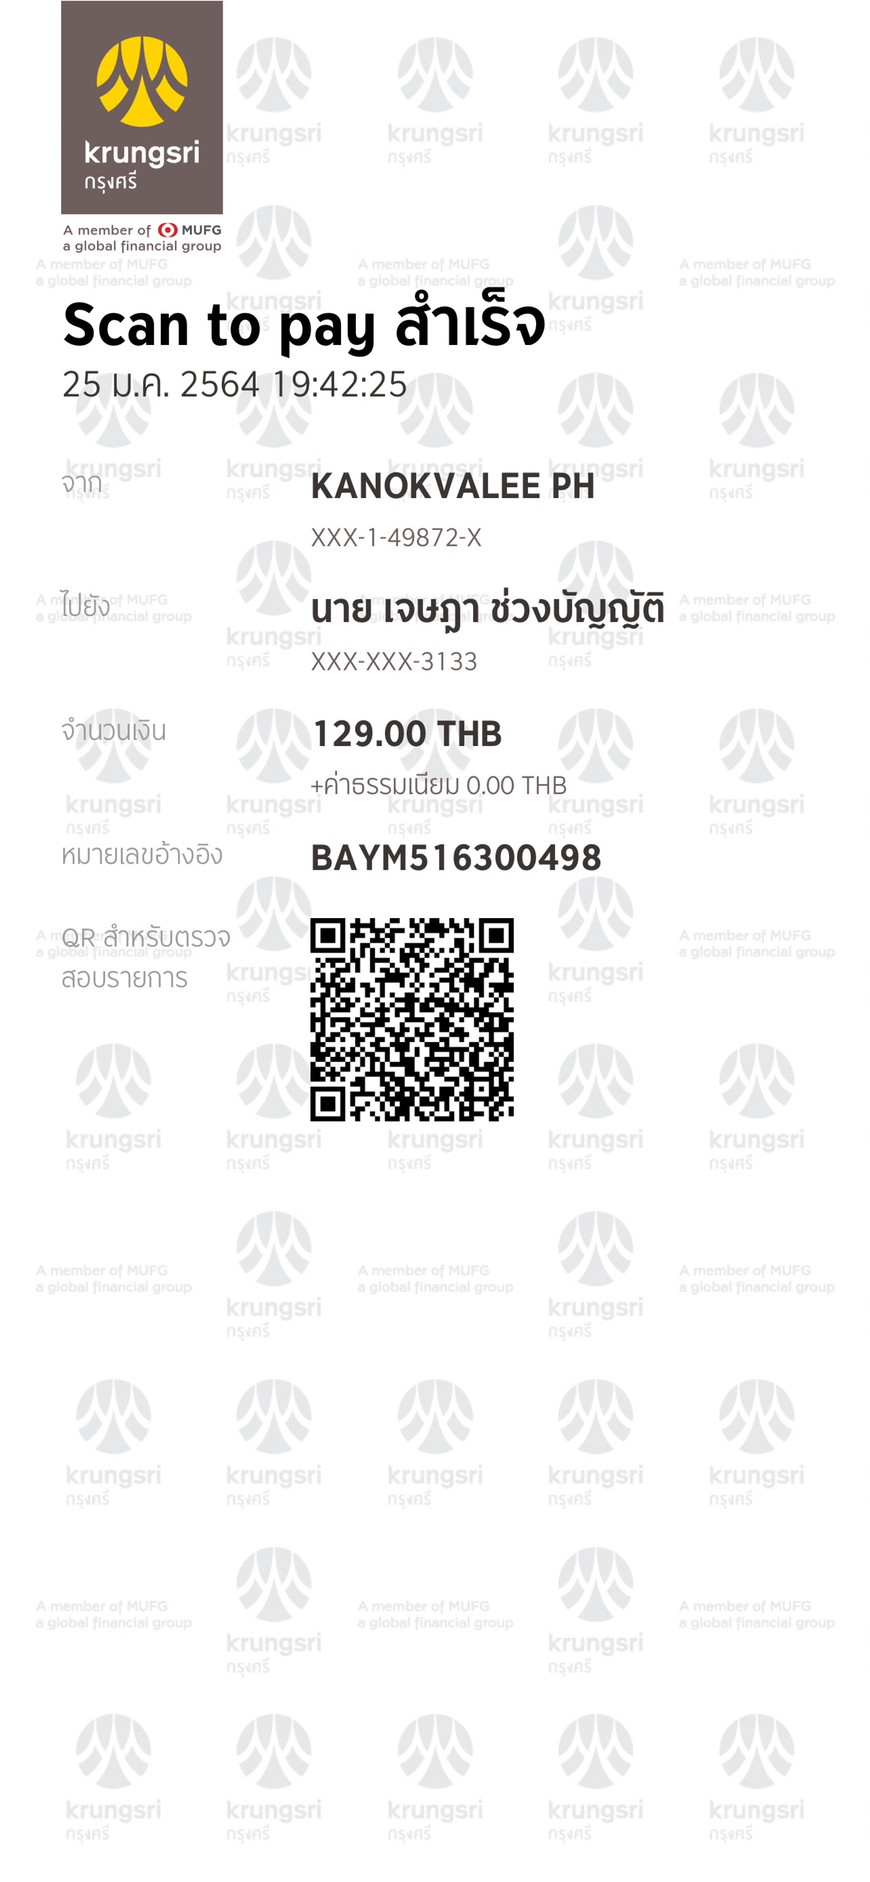 krungsri
กรุงศรี
A member of MUFG
a global financial group
Scan to pay สำเร็จ
25 ม.ค. 2564 19:42:25
จาก
KANOKVALEE PH
XXX-1-49872-X
ไปยัง
นาย เจษฎา ช่วงบัญญัติ
XXX-XXX-3133
จำนวนเงิน
129.00 THB
+ค่าธรรมเนียม 0.00 THB
หมายเลขอ้างอิง
BAYM516300498
QR สำหรับตรวจ
สอบรายการ